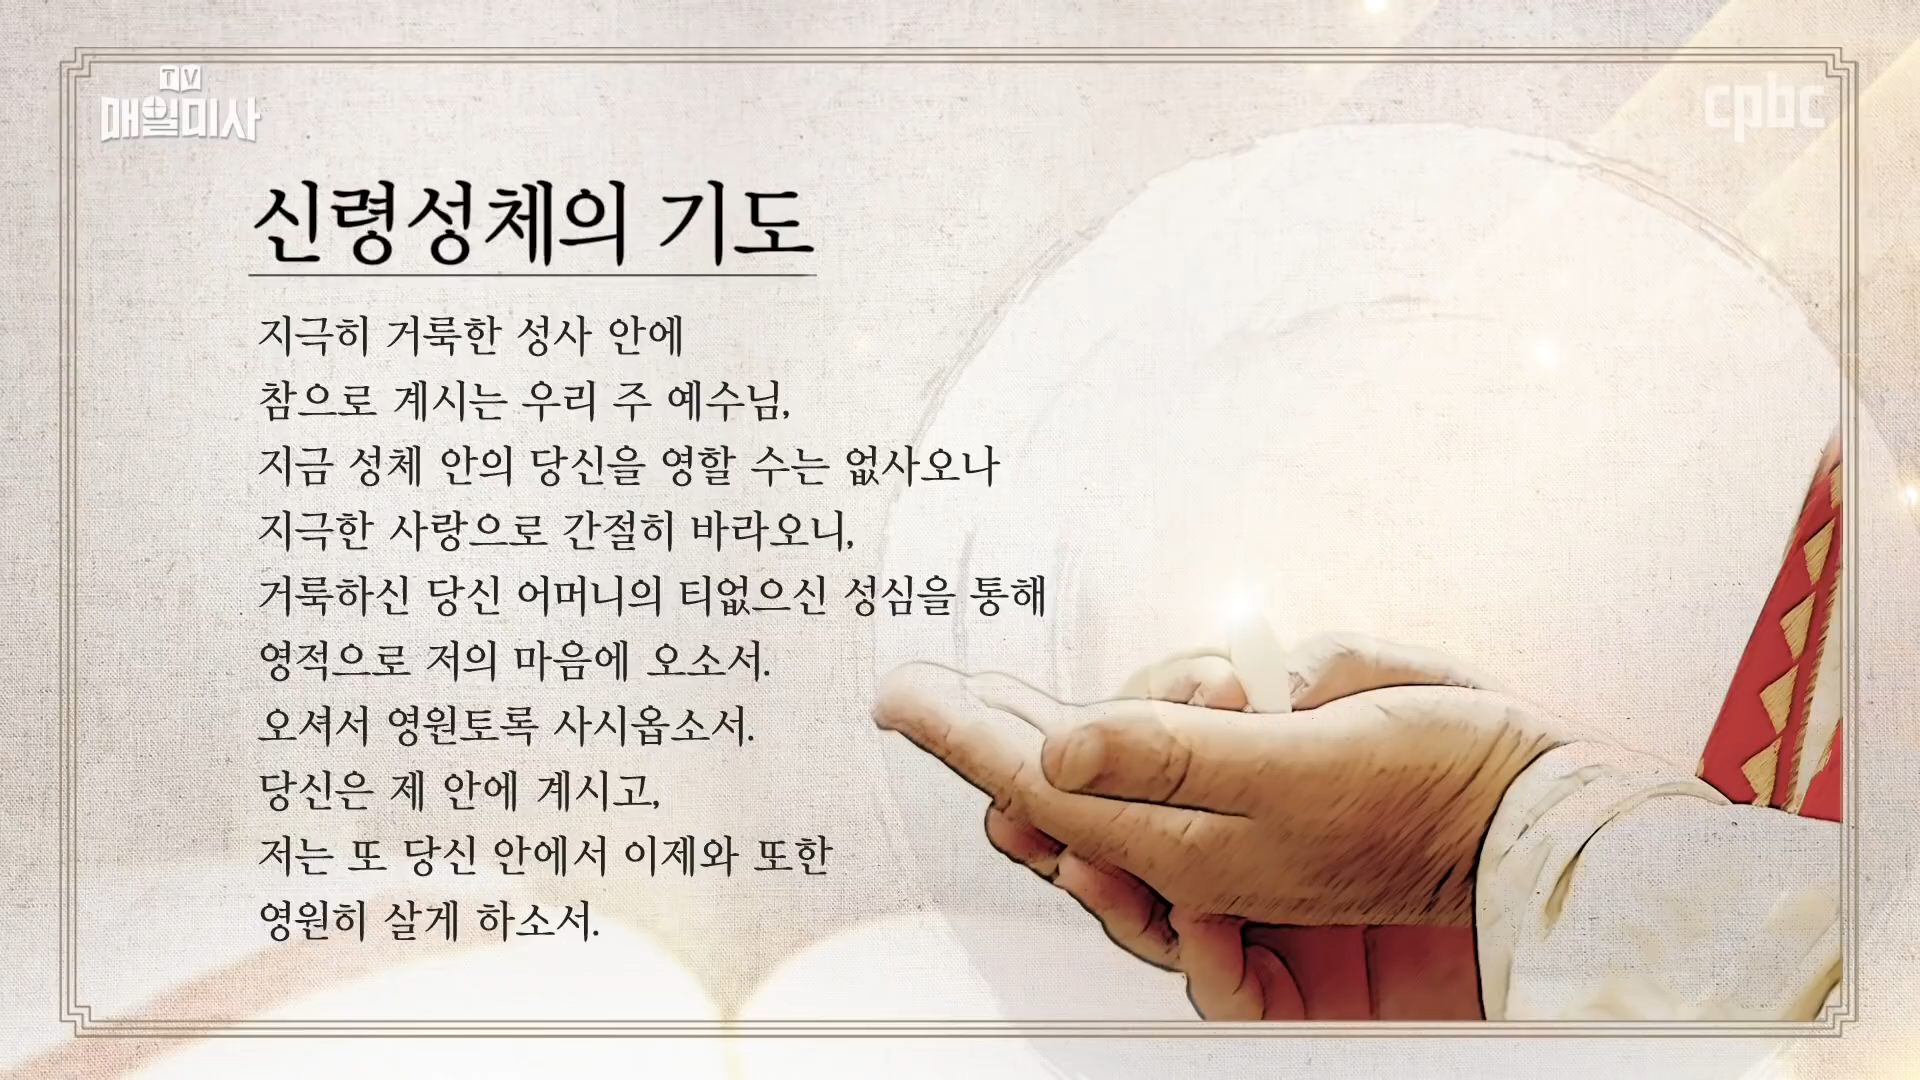 TV
매일미사
cpbc
신령성체의 기도
지극히 거룩한 성사 안에
참으로 계시는 우리 주 예수님,
지금 성체 안의 당신을 영할 수는 없사오나
지극한 사랑으로 간절히 바라오니,
거룩하신 당신 어머니의 티없으신 성심을 통해
영적으로 저의 마음에 오소서.
오셔서 영원토록 사시옵소서.
당신은 제 안에 계시고,
저는 또 당신 안에서 이제와 또한
영원히 살게 하소서.